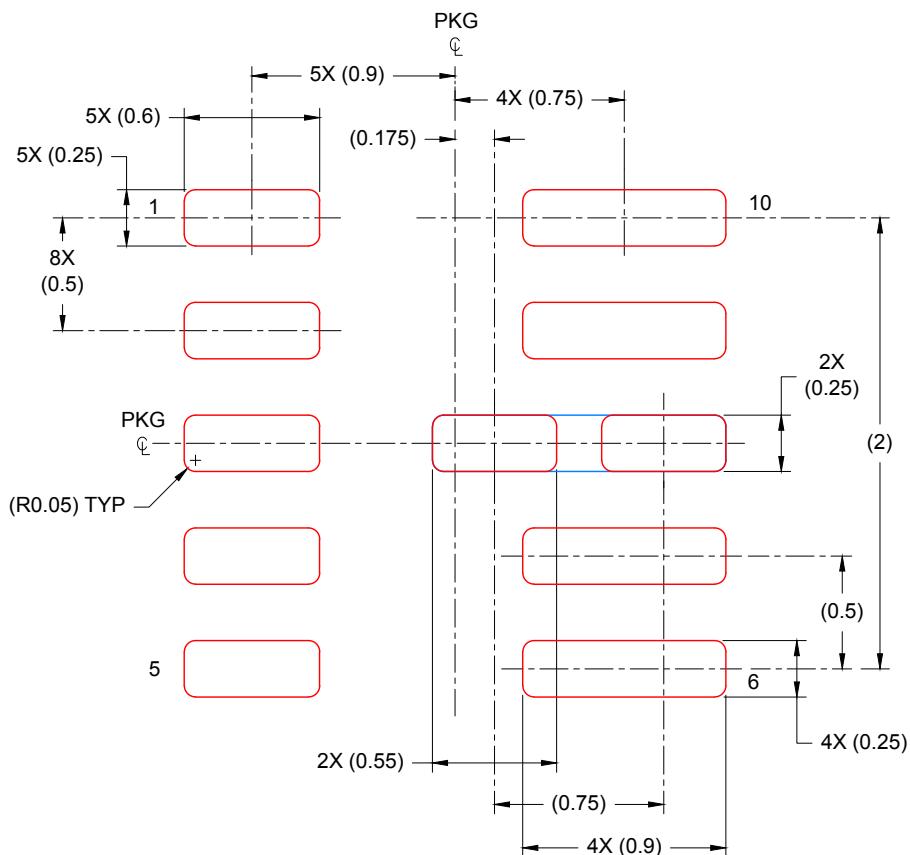 PKG
℄
5X (0.9)
4X (0.75)
5X (0.6)
(0.175)
5X (0.25)
1
10
8X
(0.5)
2X
(0.25)
PKG
℄
(2)
(R0.05) TYP
(0.5)
5
6
4X (0.25)
2X (0.55)
(0.75)
4X (0.9)